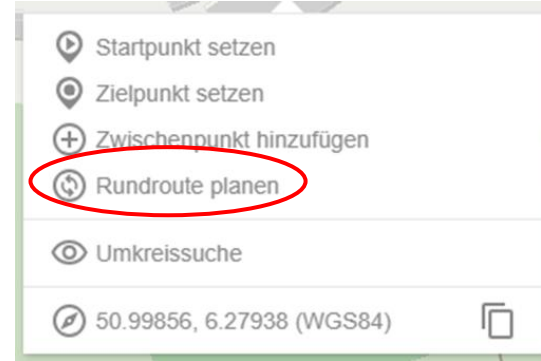 Startpunkt setzen
Zielpunkt setzen
Zwischenpunkt hinzufügen
Rundroute planen
Umkreissuche
50.99856, 6.27938 (WGS84)